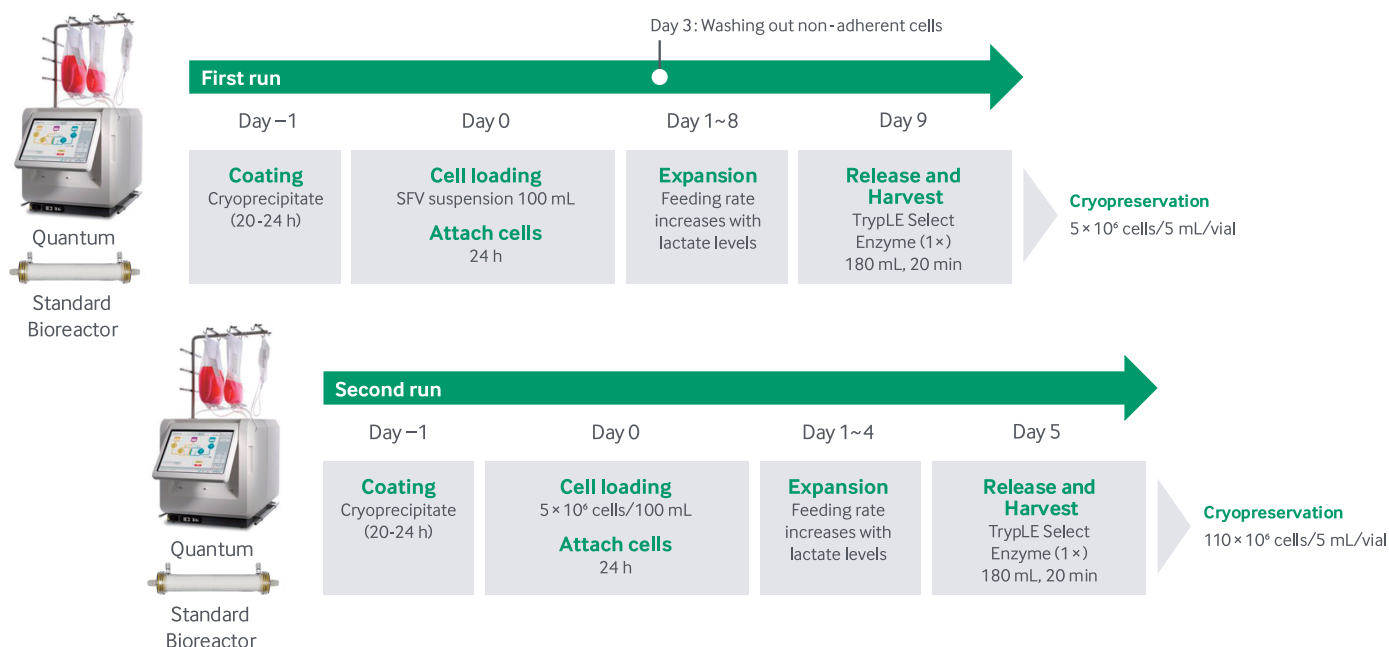 Day 3: Washing out non-adherent cells
First run
Day −1
Day 0
Day 1~8
Day 9
Coating
Cryoprecipitate
(20-24 h)
Cell loading
SFV suspension 100 mL
Attach cells
24 h
Expansion
Feeding rate
increases with
lactate levels
Release and
Harvest
TrypLE Select
Enzyme (1×)
180 mL, 20 min
Cryopreservation
5 × 10⁶ cells/5 mL/vial
Quantum
Standard
Bioreactor
Second run
Day −1
Day 0
Day 1~4
Day 5
Coating
Cryoprecipitate
(20-24 h)
Cell loading
5 × 10⁶ cells/100 mL
Attach cells
24 h
Expansion
Feeding rate
increases with
lactate levels
Release and
Harvest
TrypLE Select
Enzyme (1×)
180 mL, 20 min
Cryopreservation
110 × 10⁶ cells/5 mL/vial
Quantum
Standard
Bioreactor